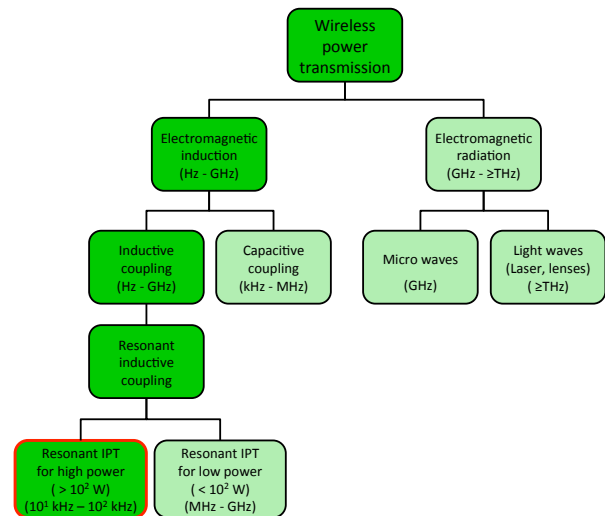 Wireless
power
transmission
Electromagnetic
induction
(Hz - GHz)
Electromagnetic
radiation
(GHz - ≥THz)
Inductive
coupling
(Hz - GHz)
Capacitive
coupling
(kHz - MHz)
Micro waves
(GHz)
Light waves
(Laser, lenses)
( ≥THz)
Resonant
inductive
coupling
Resonant IPT
for high power
( > 10² W)
(10¹ kHz – 10² kHz)
Resonant IPT
for low power
( < 10² W)
(MHz - GHz)